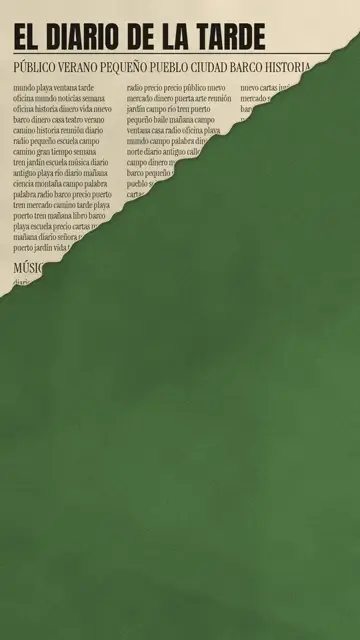 EL DIARIO DE LA TARDE
PÚBLICO VERANO PEQUEÑO PUEBLO CIUDAD BARCO HISTORIA
mundo playa ventana tarde
oficina mundo noticias semana
oficina historia dinero vida nuevo
barco dinero casa teatro verano
camino historia reunión diario
radio pequeño escuela campo
camino gran tiempo semana
tren jardín escuela música diario
antiguo playa río diario mañana
ciencia montaña campo palabra
palabra radio barco precio puerto
tren mercado camino tarde playa
puerto tren mañana libro barco
playa escuela precio cartas
mañana diario señora
puerto jardín vida
radio precio precio público nuevo
mercado dinero puerta arte reunión
jardín campo río tren puerto
pequeño baile mañana campo
ventana casa radio oficina playa
mundo campo palabra
norte diario antiguo calle
campo dinero
barco pequeño
pueblo
cartas
nuevo cartas
mercado